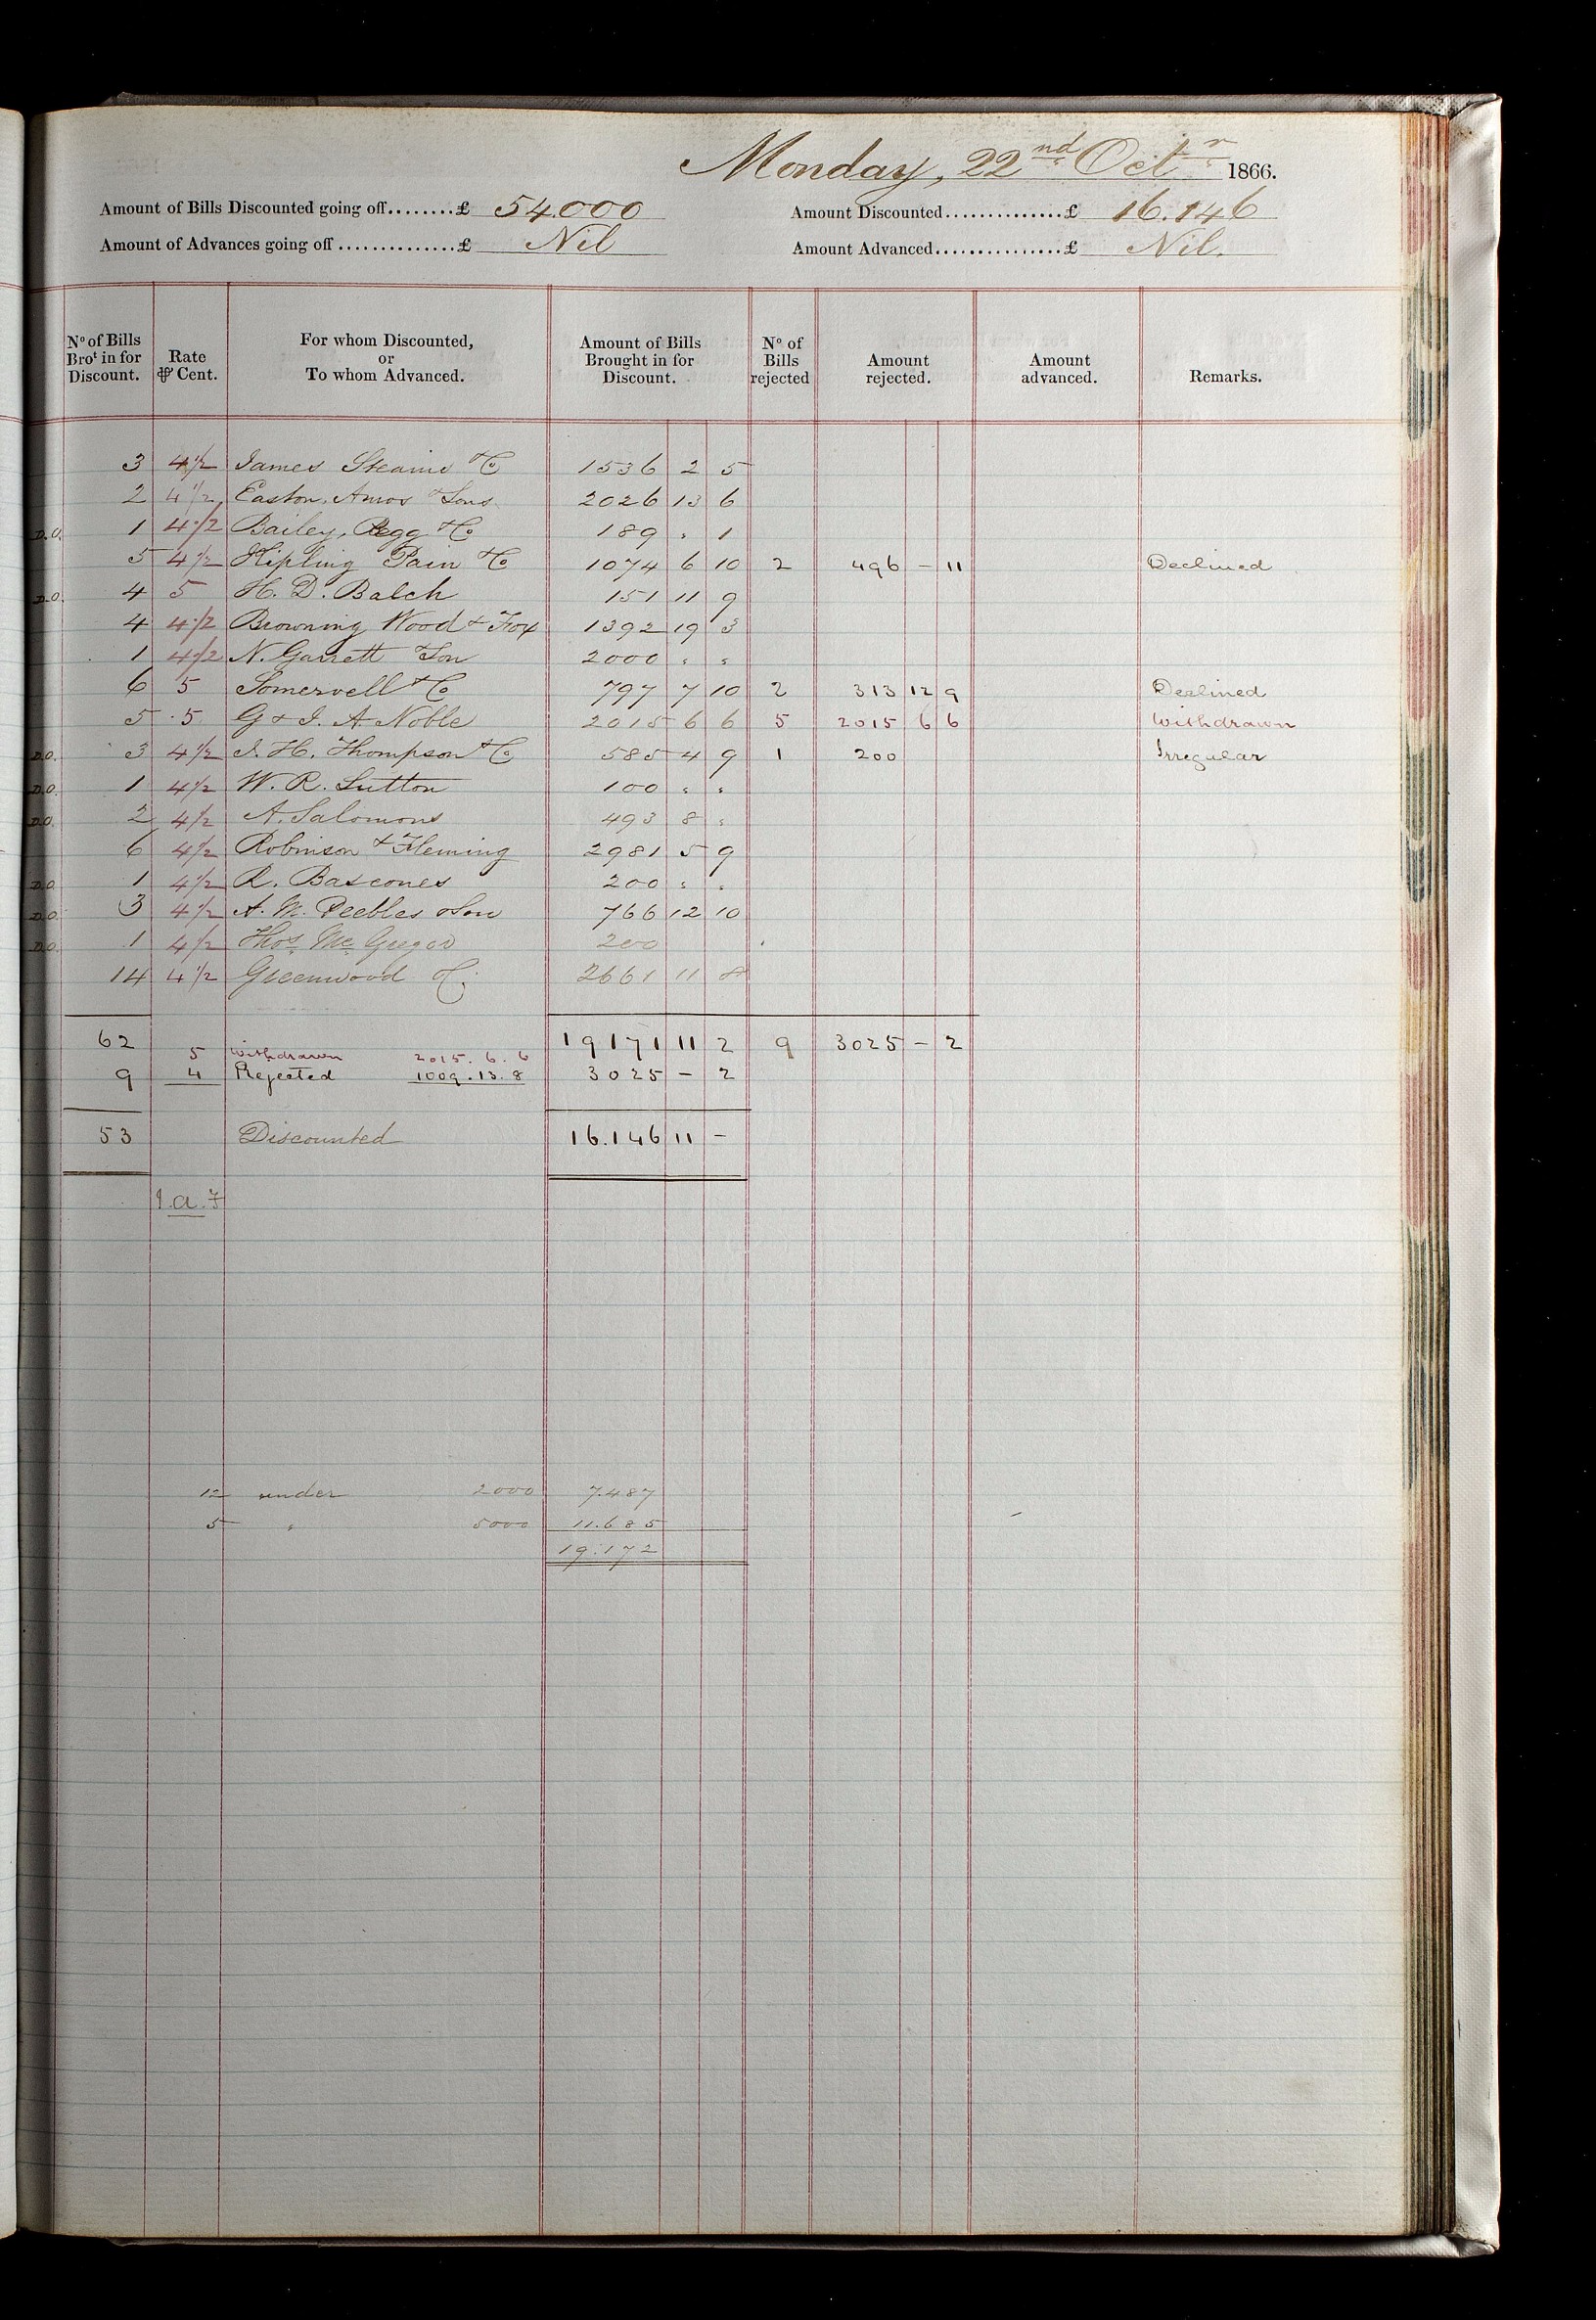 Monday, 22nd Octr 1866.
Amount of Bills Discounted going off........£ 54.000 Amount Discounted..............£ 16.146
Amount of Advances going off...............£ Nil Amount Advanced...............£ Nil.
No of Bills Brot in for Discount. Rate ⅌ Cent. For whom Discounted, or To whom Advanced. Amount of Bills Brought in for Discount. No of Bills rejected Amount rejected. Amount advanced. Remarks.
3 4½ James Stearns & Co 1536 2 5
2 4½ Easton, Amos & Sons 2026 13 6
D.O. 1 4½ Bailey, Pegg & Co 189 " 1
5 4½ Kipling Pain & Co 1074 6 10 2 496 - 11 Declined
D.O. 4 5 H. D. Balch 151 11 9
4 4½ Browning Wood & Fox 1392 19 3
1 4½ N. Garrett & Son 2000 " "
6 5 Somervell & Co 797 7 10 2 313 12 9 Declined
5 5 G & J. A. Noble 2015 6 6 5 2015 6 6 Withdrawn
D.O. 3 4½ J. H. Thompson & Co 585 4 9 1 200 Irregular
D.O. 1 4½ W. R. Sutton 100 " "
D.O. 2 4½ A. Salomons 493 8 "
6 4½ Robinson & Fleming 2981 5 9
D.O. 1 4½ R. Bascones 200 " "
D.O. 3 4½ A. M. Peebles & Son 766 12 10
D.O. 1 4½ Thos Mc Gregor 200
14 4½ Greenwood & Co. 2661 11 8
62 19171 11 2 9 3025 - 2
5 Withdrawn 2015. 6. 6
9 4 Rejected 1009. 13. 8 3025 - 2
53 Discounted 16.146 11 -
12 under 2000 7.487
5 " 5000 11.685
19.172